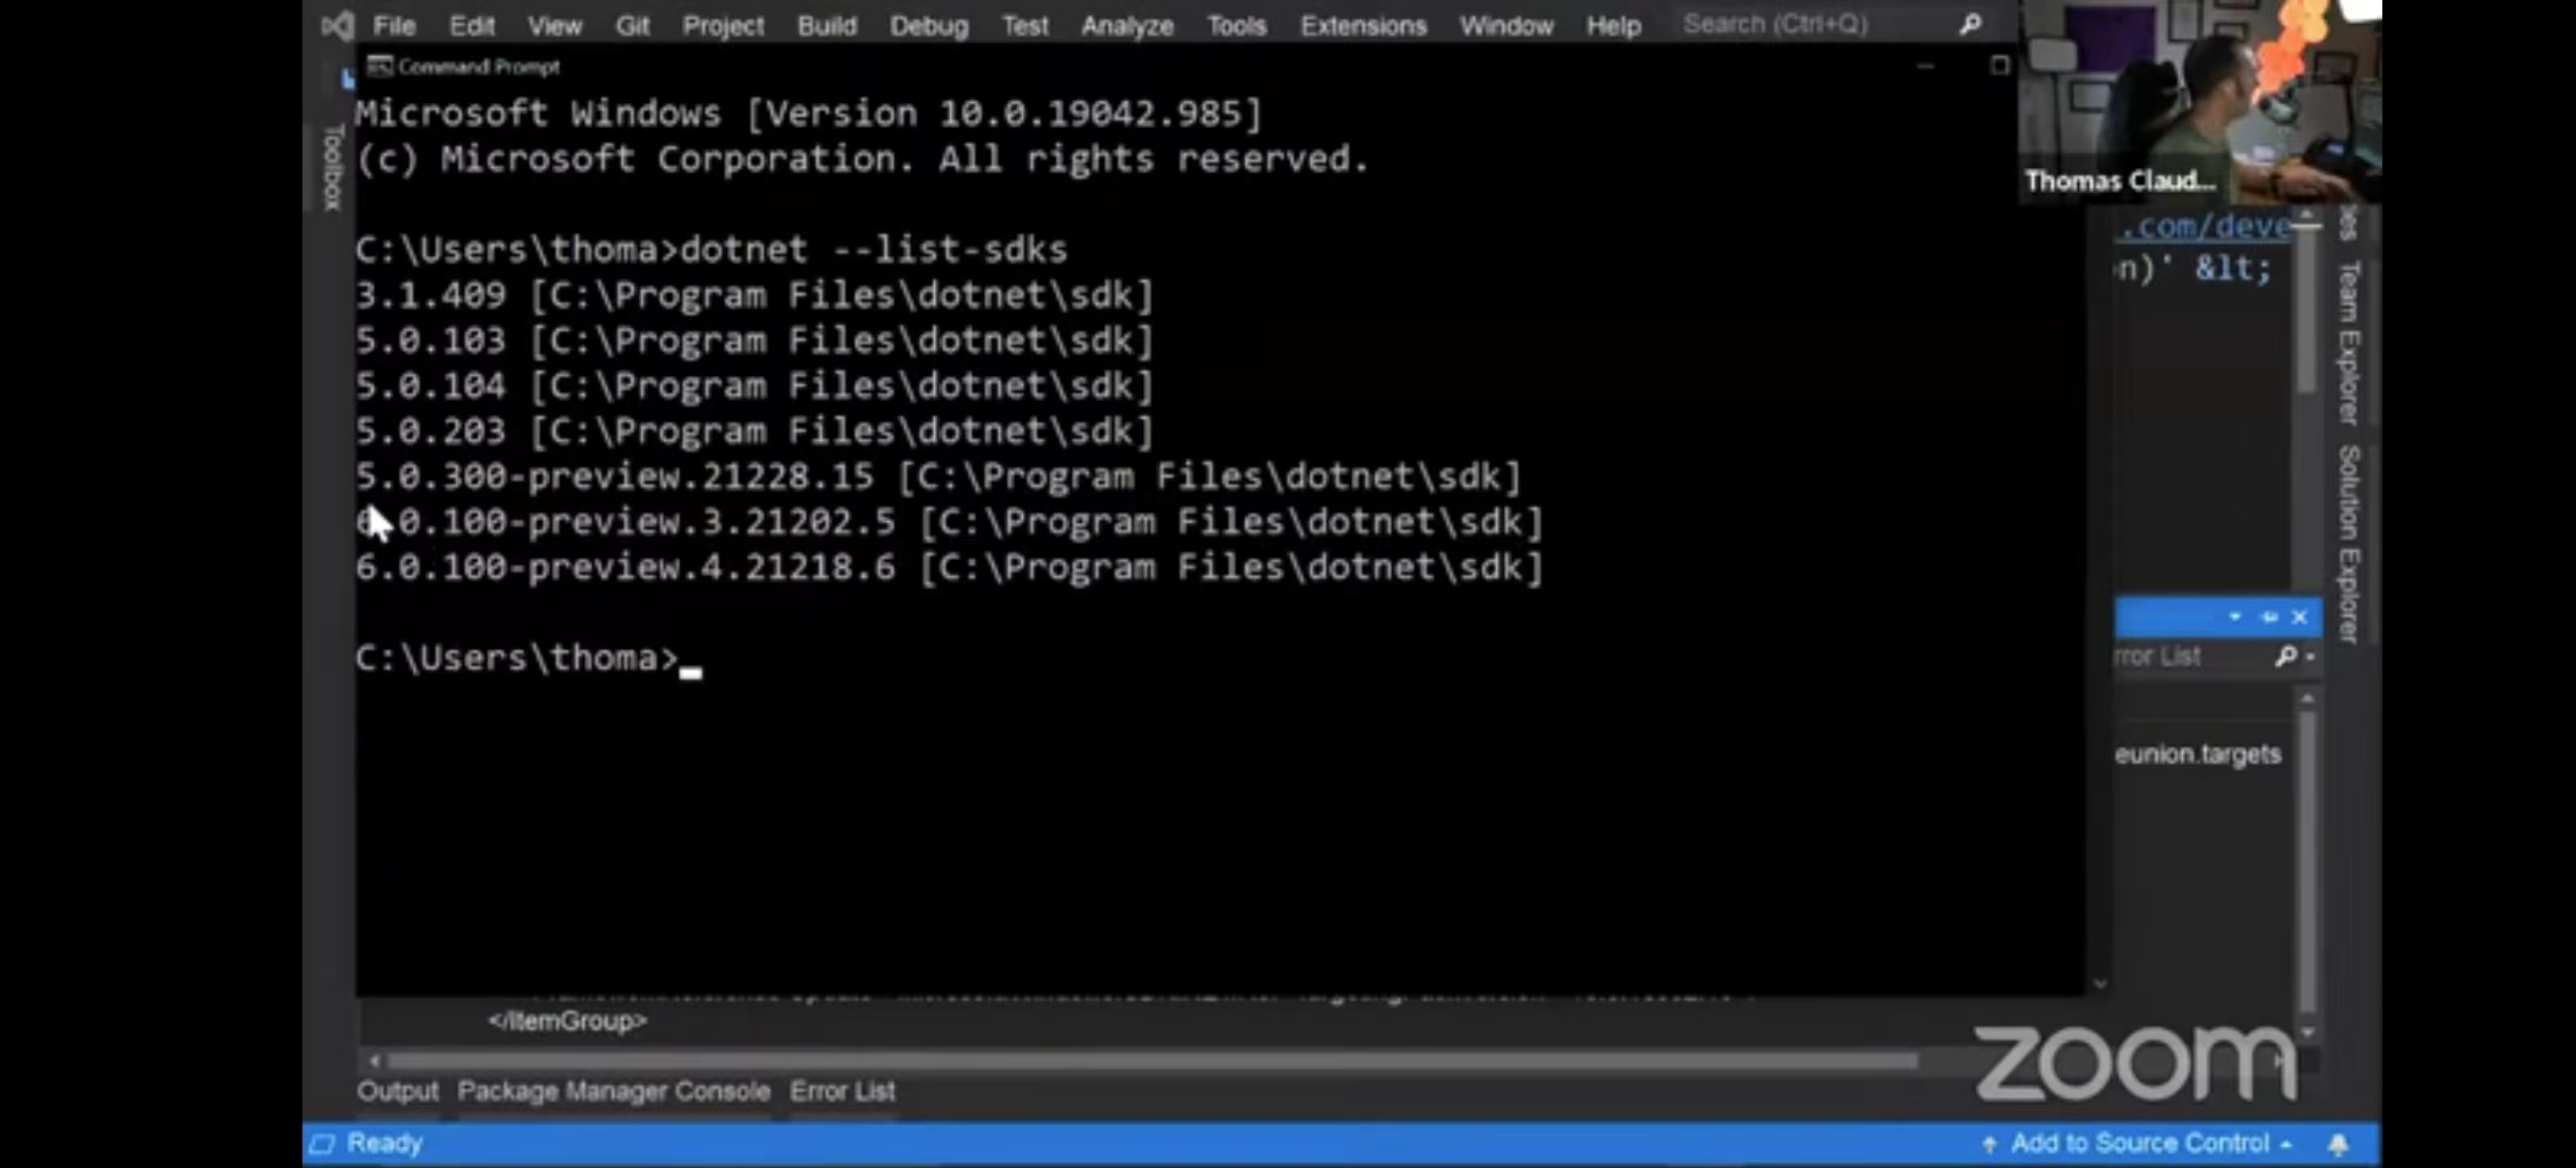 File Edit View Git Project Build Debug Test Analyze Tools Extensions Window Help Search (Ctrl+Q)
Command Prompt
Toolbox
Microsoft Windows [Version 10.0.19042.985]
(c) Microsoft Corporation. All rights reserved.
Thomas Claud...
C:\Users\thoma>dotnet --list-sdks
3.1.409 [C:\Program Files\dotnet\sdk]
5.0.103 [C:\Program Files\dotnet\sdk]
5.0.104 [C:\Program Files\dotnet\sdk]
5.0.203 [C:\Program Files\dotnet\sdk]
5.0.300-preview.21228.15 [C:\Program Files\dotnet\sdk]
6.0.100-preview.3.21202.5 [C:\Program Files\dotnet\sdk]
6.0.100-preview.4.21218.6 [C:\Program Files\dotnet\sdk]
C:\Users\thoma>
.com/deve
n)' &lt;
Team Explorer
Solution Explorer
rror List
eunion.targets
</ItemGroup>
zoom
Output Package Manager Console Error List
Ready
Add to Source Control